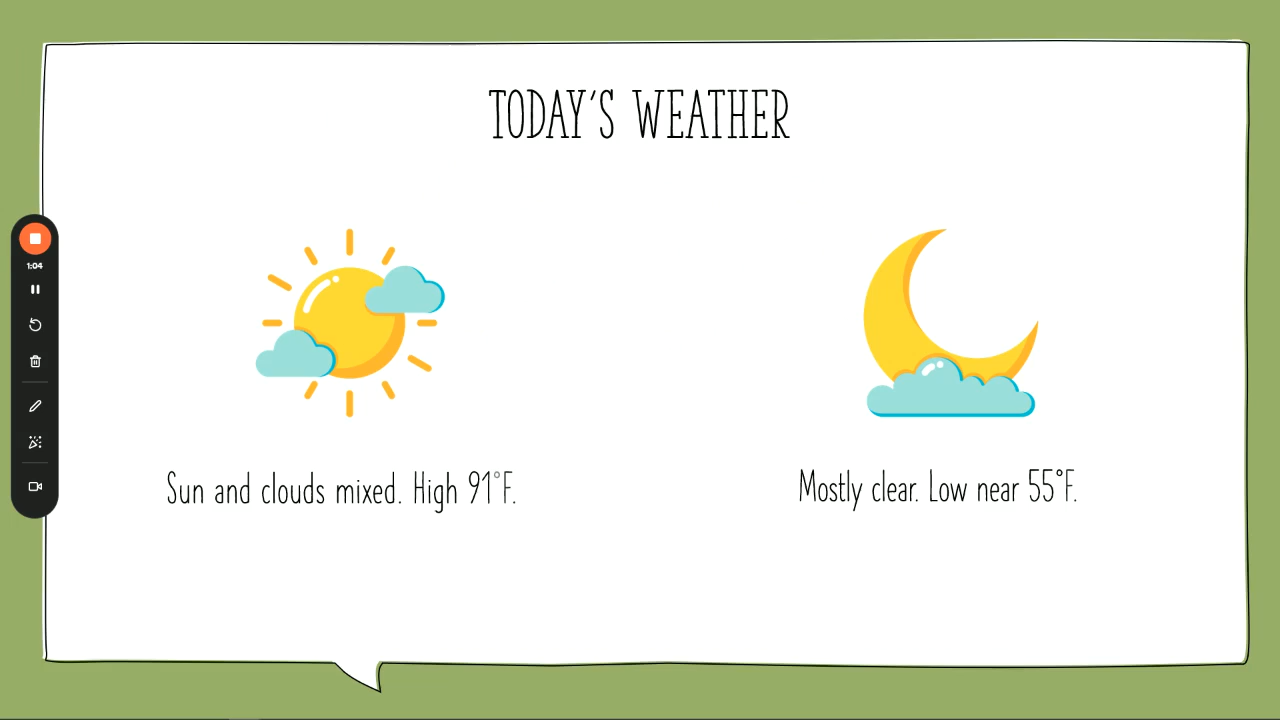 TODAY'S WEATHER
1:04
Sun and clouds mixed. High 91°F.
Mostly clear. Low near 55°F.